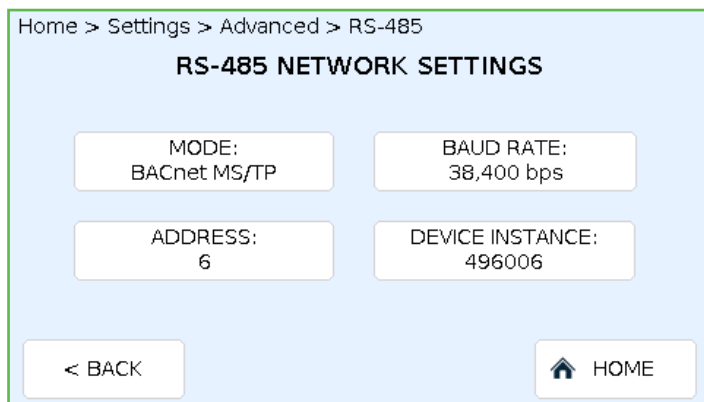 Home > Settings > Advanced > RS-485
RS-485 NETWORK SETTINGS
MODE:
BACnet MS/TP
BAUD RATE:
38,400 bps
ADDRESS:
6
DEVICE INSTANCE:
496006
< BACK
HOME